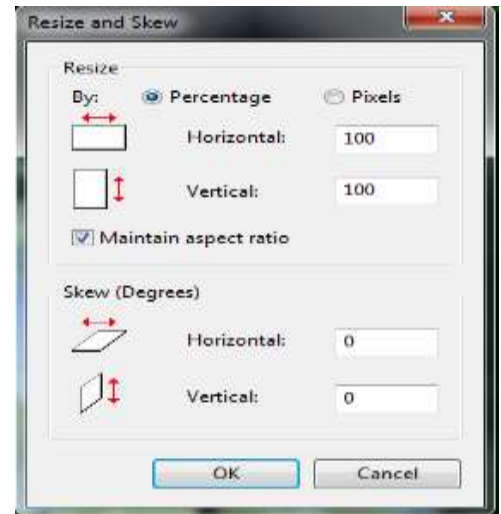 Resize and Skew
Resize
By: Percentage Pixels
Horizontal: 100
Vertical: 100
Maintain aspect ratio
Skew (Degrees)
Horizontal: 0
Vertical: 0
OK Cancel